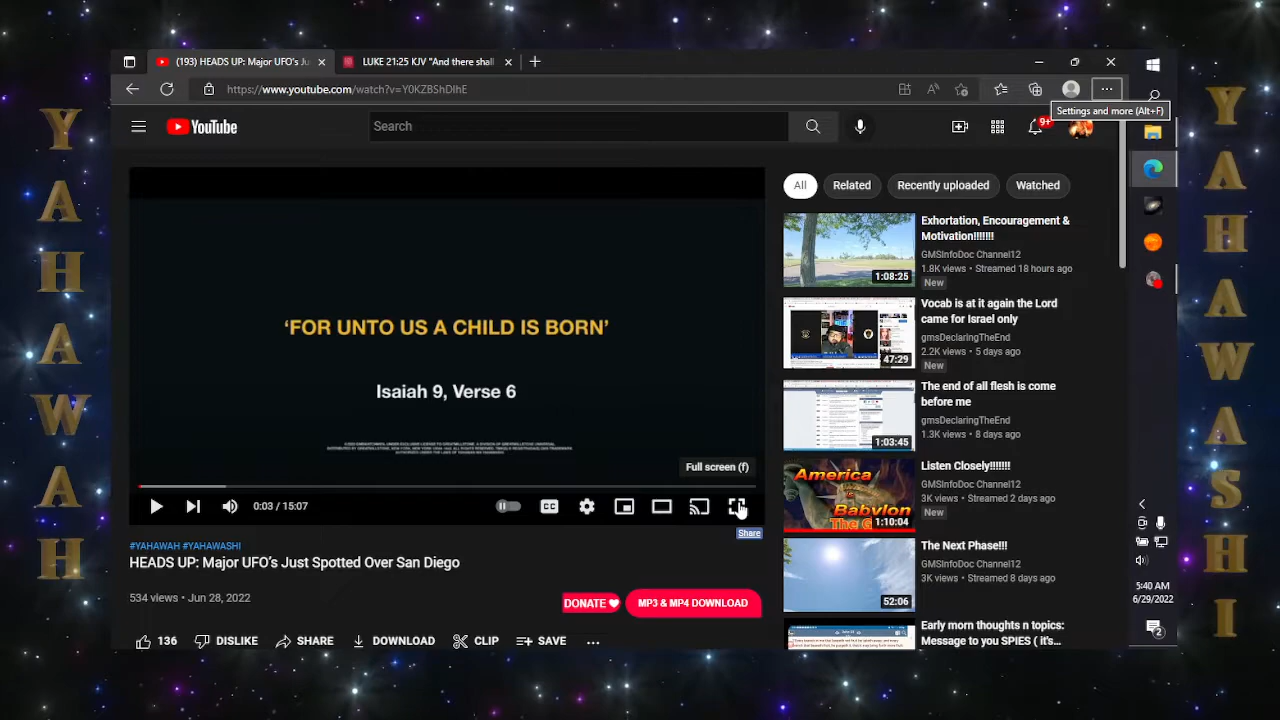 Y
A
H
A
W
A
H
(193) HEADS UP: Major UFO's Ju
LUKE 21:25 KJV "And there shall
https://www.youtube.com/watch?v=Y0KZBShDlhE
Settings and more (Alt+F)
YouTube
Search
9+
All
Related
Recently uploaded
Watched
'FOR UNTO US A CHILD IS BORN'
Isaiah 9, Verse 6
Full screen (f)
0:03 / 15:07
CC
Share
#YAHAWAH #YAHAWASHI
HEADS UP: Major UFO's Just Spotted Over San Diego
534 views • Jun 28, 2022
DONATE
MP3 & MP4 DOWNLOAD
136
DISLIKE
SHARE
DOWNLOAD
CLIP
SAVE
1:08:25
Exhortation, Encouragement &
Motivation!!!!!!!
GMSInfoDoc Channel12
1.8K views • Streamed 18 hours ago
New
47:29
Vocab is at it again the Lord
came for Israel only
gmsDeclaringTheEnd
2.2K views • 5 days ago
New
1:03:45
The end of all flesh is come
before me
gmsDeclaringTheEnd
1.9K views • 8 days ago
America
Babylon
The G
1:10:04
Listen Closely!!!!!!!
GMSInfoDoc Channel12
3K views • Streamed 2 days ago
New
52:06
The Next Phase!!!
GMSInfoDoc Channel12
3K views • Streamed 8 days ago
Early morn thoughts n topics:
Message to you SPIES ( it's...
5:40 AM
6/29/2022
2
Y
A
H
A
W
A
S
H
I